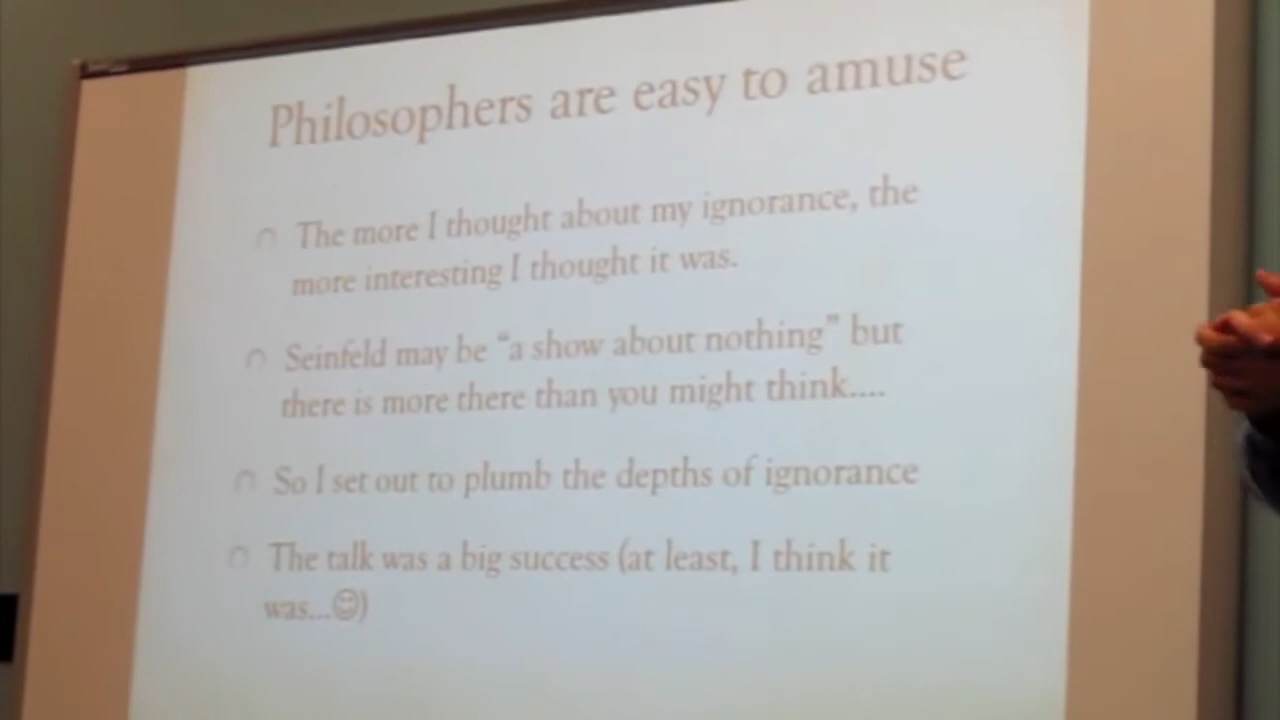 Philosophers are easy to amuse
The more I thought about my ignorance, the
more interesting I thought it was.
Seinfeld may be “a show about nothing” but
there is more there than you might think....
So I set out to plumb the depths of ignorance
The talk was a big success (at least, I think it
was...☺)